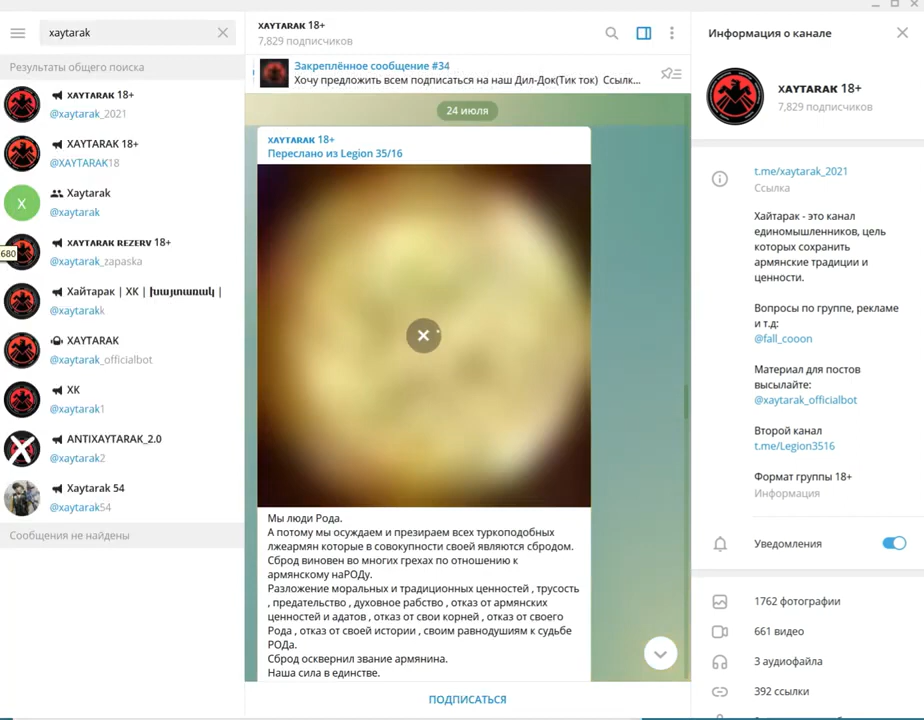 xaytarak
Результаты общего поиска
XAYTARAK 18+
@xaytarak_2021
XAYTARAK 18+
@XAYTARAK18
Xaytarak
X
@xaytarak
XAYTARAK REZERV 18+
680
@xaytarak_zapaska
Хайтарак | ХК | խայտառակ |
@xaytarakk
XAYTARAK
@xaytarak_officialbot
ХК
@xaytarak1
ANTIXAYTARAK_2.0
@xaytarak2
Xaytarak 54
@xaytarak54
Сообщения не найдены
XAYTARAK 18+
7,829 подписчиков
Закреплённое сообщение #34
Хочу предложить всем подписаться на наш Дил-Док(Тик ток) Ссылк...
24 июля
XAYTARAK 18+
Переслано из Legion 35/16
Мы люди Рода.
А потому мы осуждаем и презираем всех туркоподобных
лжеармян которые в совокупности своей являются сбродом.
Сброд виновен во многих грехах по отношению к
армянскому наРОДу.
Разложение моральных и традиционных ценностей , трусость
, предательство , духовное рабство , отказ от армянских
ценностей и адатов , отказ от свои корней , отказ от своего
Рода , отказ от своей истории , своим равнодушиям к судьбе
РОДа.
Сброд осквернил звание армянина.
Наша сила в единстве.
ПОДПИСАТЬСЯ
Информация о канале
XAYTARAK 18+
7,829 подписчиков
t.me/xaytarak_2021
Ссылка
Хайтарак - это канал
единомышленников, цель
которых сохранить
армянские традиции и
ценности.
Вопросы по группе, рекламе
и т.д:
@fall_cooon
Материал для постов
высылайте:
@xaytarak_officialbot
Второй канал
t.me/Legion3516
Формат группы 18+
Информация
Уведомления
1762 фотографии
661 видео
3 аудиофайла
392 ссылки